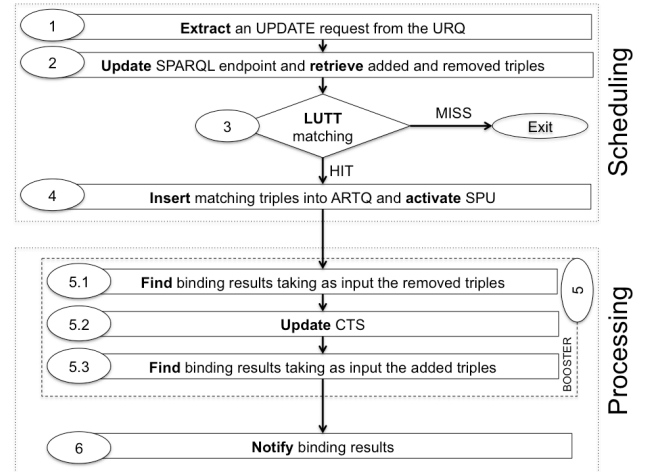 1
Extract an UPDATE request from the URQ
2
Update SPARQL endpoint and retrieve added and removed triples
3
LUTT
matching
MISS
Exit
HIT
4
Insert matching triples into ARTQ and activate SPU
Scheduling
5.1
Find binding results taking as input the removed triples
5
5.2
Update CTS
5.3
Find binding results taking as input the added triples
BOOSTER
6
Notify binding results
Processing